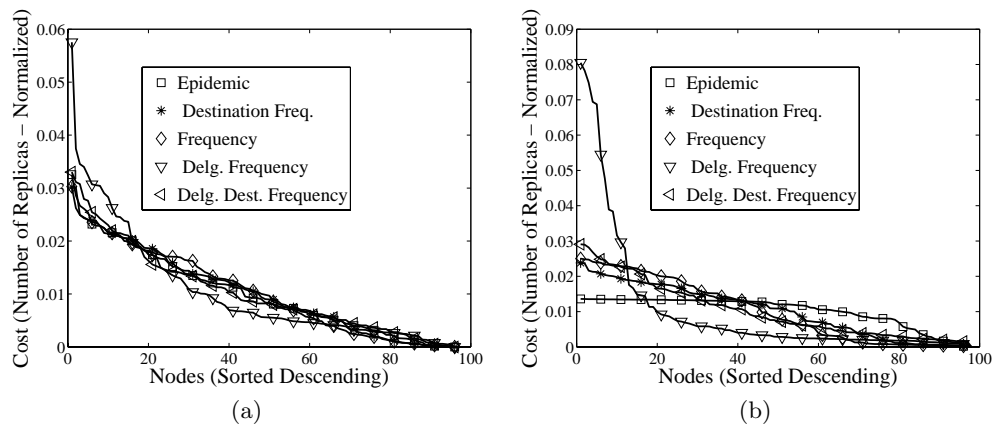 Cost (Number of Replicas – Normalized)
0.06
0.05
0.04
0.03
0.02
0.01
0
0 20 40 60 80 100
Nodes (Sorted Descending)
Epidemic
Destination Freq.
Frequency
Delg. Frequency
Delg. Dest. Frequency
(a)
Cost (Number of Replicas – Normalized)
0.09
0.08
0.07
0.06
0.05
0.04
0.03
0.02
0.01
0
0 20 40 60 80 100
Nodes (Sorted Descending)
Epidemic
Destination Freq.
Frequency
Delg. Frequency
Delg. Dest. Frequency
(b)